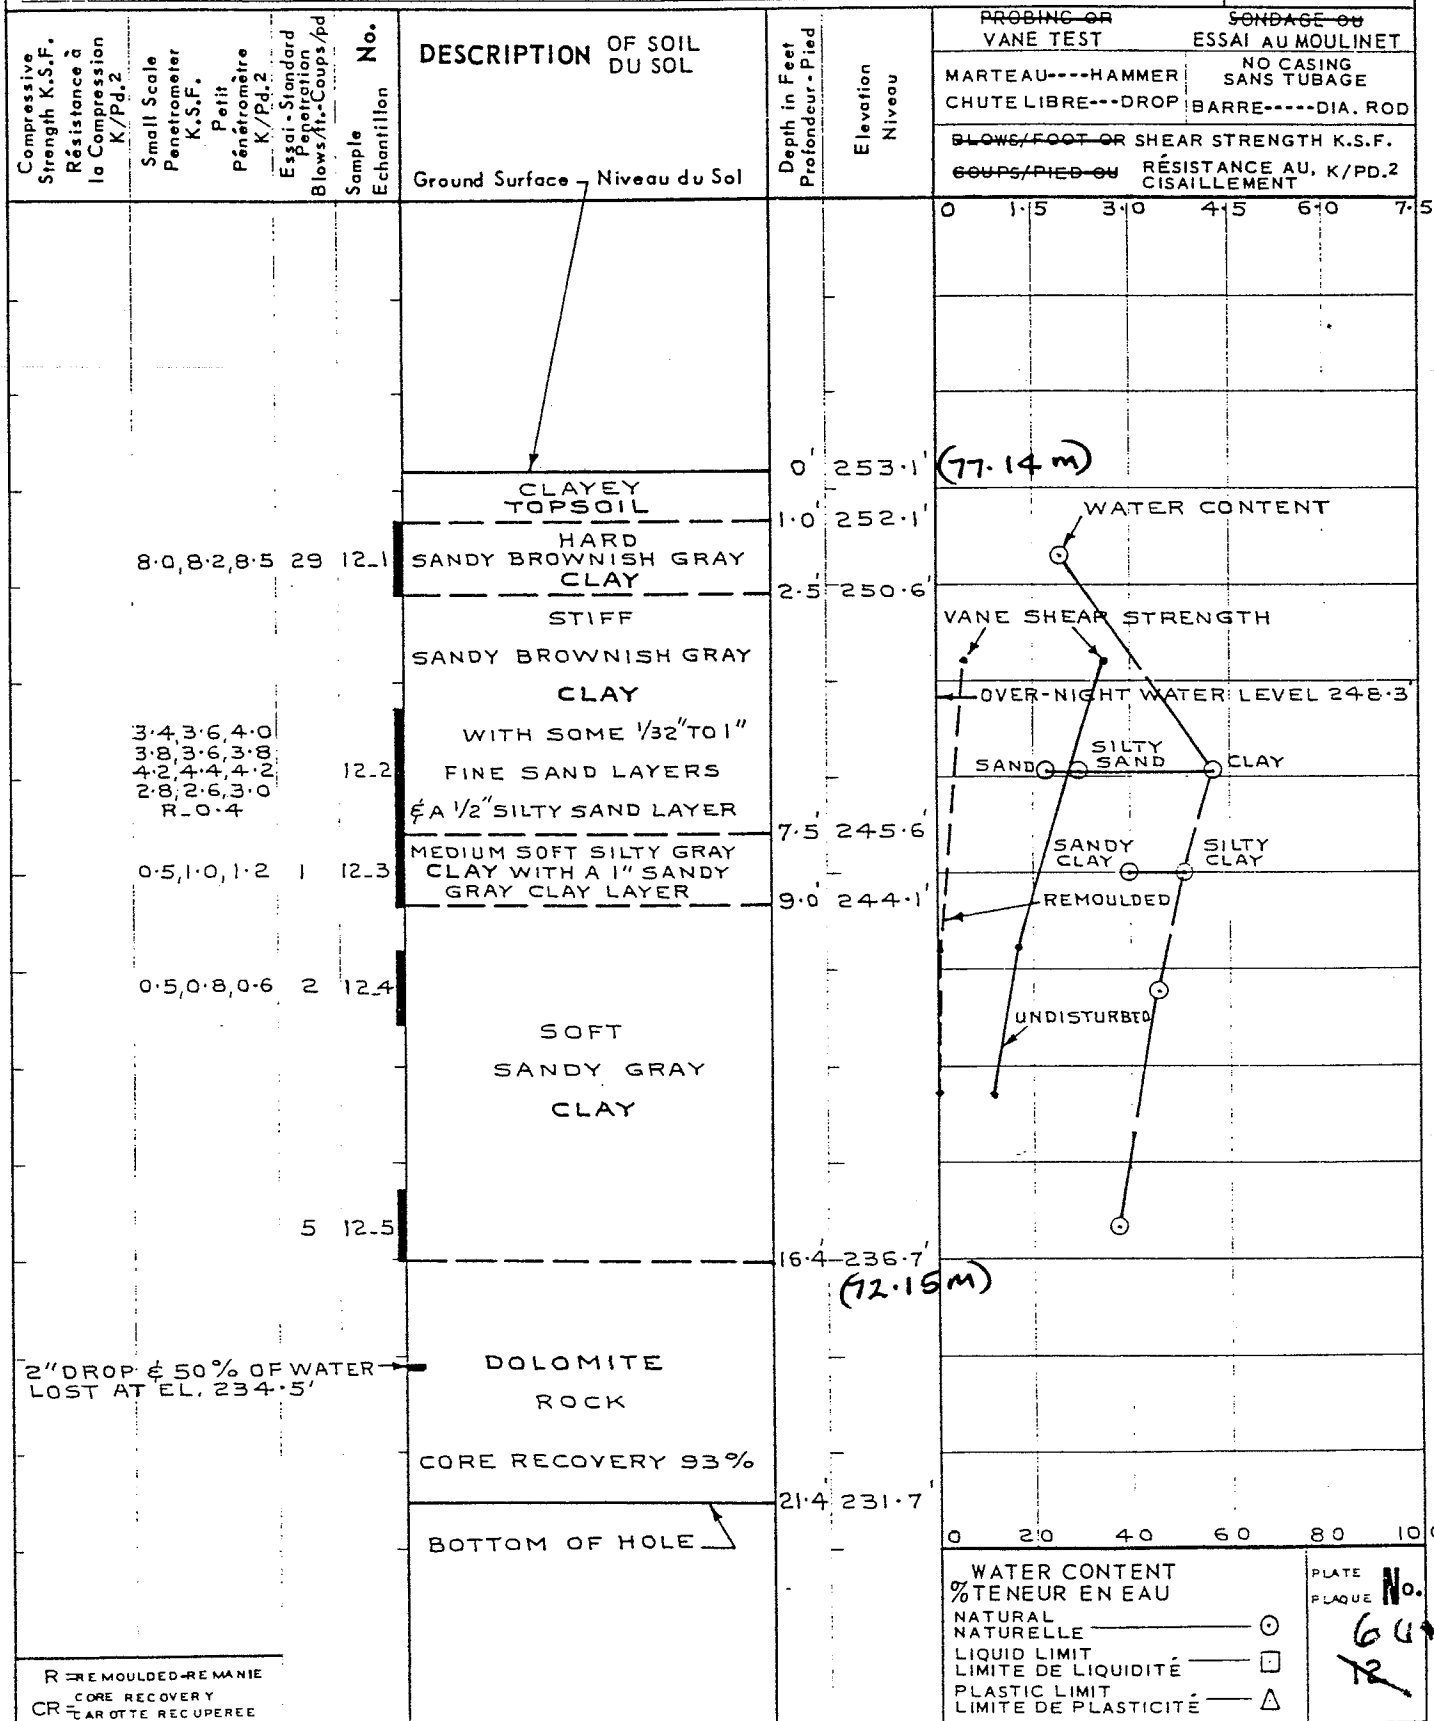 Compressive
Strength K.S.F.
Résistance à
la Compression
K/Pd.2
Small Scale
Penetrometer
K.S.F.
Petit
Pénétromètre
K/Pd.2
Essai-Standard
Penetration
Blows/ft.-Coups/pd
Sample No.
Echantillon
DESCRIPTION OF SOIL
DU SOL
Ground Surface Niveau du Sol
Depth in Feet
Profondeur-Pied
Elevation
Niveau
PROBING OR SONDAGE OU
VANE TEST ESSAI AU MOULINET
MARTEAU----HAMMER NO CASING
SANS TUBAGE
CHUTE LIBRE---DROP BARRE-----DIA. ROD
BLOWS/FOOT OR SHEAR STRENGTH K.S.F.
COUPS/PIED OU RÉSISTANCE AU, K/PD.2
CISAILLEMENT
0 1.5 3.0 4.5 6.0 7.5
0' 253.1' (77.14 m)
CLAYEY
TOPSOIL
1.0' 252.1'
WATER CONTENT
HARD
8.0,8.2,8.5 29 12-1 SANDY BROWNISH GRAY
CLAY
2.5' 250.6'
STIFF
VANE SHEAR STRENGTH
SANDY BROWNISH GRAY
CLAY
OVER-NIGHT WATER LEVEL 248.3'
3.4,3.6,4.0 WITH SOME 1/32" TO 1"
3.8,3.6,3.8
4.2,4.4,4.2 12-2 FINE SAND LAYERS
SAND SILTY
SAND CLAY
2.8,2.6,3.0
R-0.4 & A 1/2" SILTY SAND LAYER
7.5' 245.6'
MEDIUM SOFT SILTY GRAY
0.5,1.0,1.2 1 12-3 CLAY WITH A 1" SANDY
GRAY CLAY LAYER
SANDY SILTY
CLAY CLAY
9.0' 244.1'
REMOULDED
0.5,0.8,0.6 2 12-4
UNDISTURBED
SOFT
SANDY GRAY
CLAY
5 12-5
16.4' 236.7'
(72.15 m)
2" DROP & 50% OF WATER
LOST AT EL. 234.5'
DOLOMITE
ROCK
CORE RECOVERY 93%
21.4' 231.7'
BOTTOM OF HOLE
0 20 40 60 80 10
WATER CONTENT
% TENEUR EN EAU
NATURAL
NATURELLE
LIQUID LIMIT
LIMITE DE LIQUIDITÉ
PLASTIC LIMIT
LIMITE DE PLASTICITÉ
PLATE
PLAQUE No.
12
R=REMOULDED-REMANIE
CR=CORE RECOVERY
CAROTTE RECUPEREE